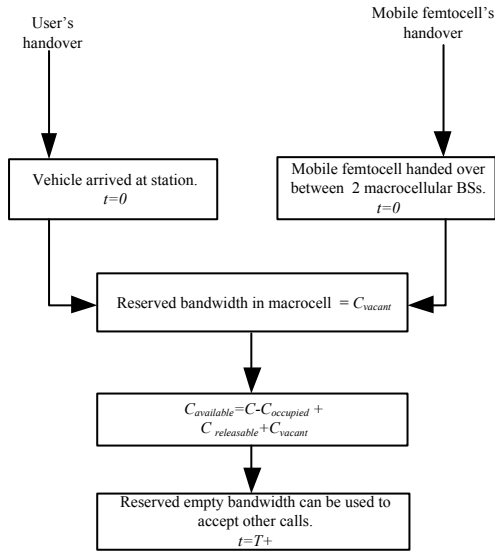 User's
handover
Mobile femtocell's
handover
Vehicle arrived at station.
t=0
Mobile femtocell handed over
between 2 macrocellular BSs.
t=0
Reserved bandwidth in macrocell = Cvacant
Cavailable=C-Coccupied +
C releasable+Cvacant
Reserved empty bandwidth can be used to
accept other calls.
t=T+